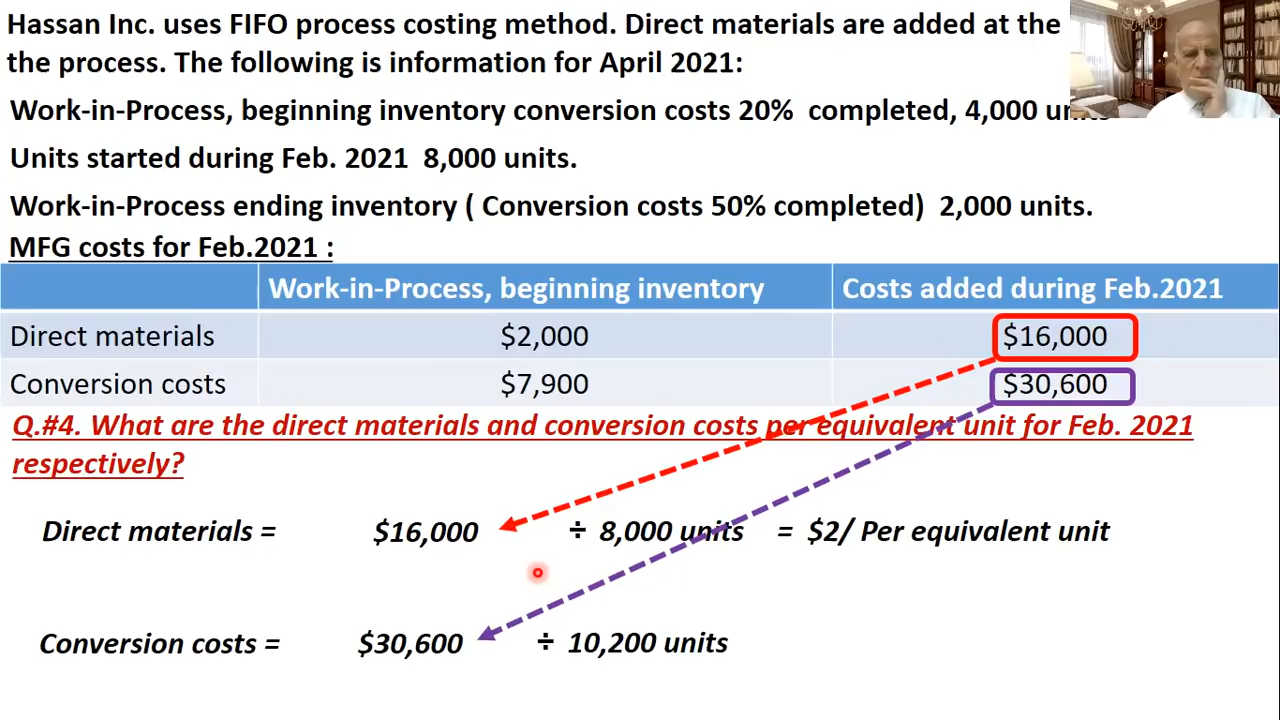 Hassan Inc. uses FIFO process costing method. Direct materials are added at the
the process. The following is information for April 2021:
Work-in-Process, beginning inventory conversion costs 20% completed, 4,000 units
Units started during Feb. 2021 8,000 units.
Work-in-Process ending inventory ( Conversion costs 50% completed) 2,000 units.
MFG costs for Feb.2021 :
Work-in-Process, beginning inventory Costs added during Feb.2021
Direct materials $2,000 $16,000
Conversion costs $7,900 $30,600
Q.#4. What are the direct materials and conversion costs per equivalent unit for Feb. 2021
respectively?
Direct materials = $16,000 ÷ 8,000 units = $2/ Per equivalent unit
Conversion costs = $30,600 ÷ 10,200 units